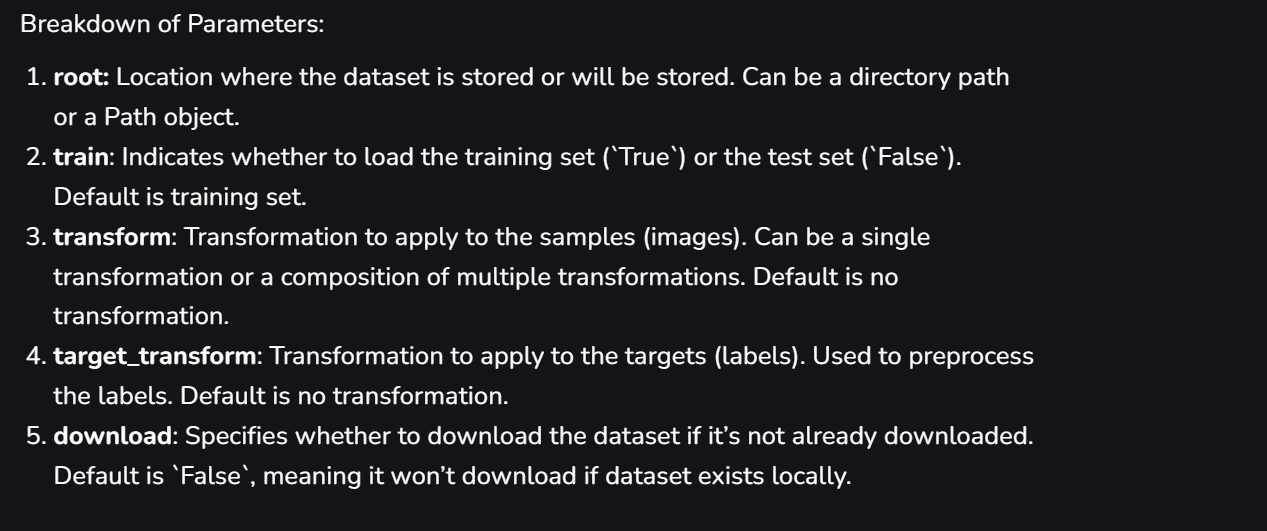 Breakdown of Parameters:
1. root: Location where the dataset is stored or will be stored. Can be a directory path
or a Path object.
2. train: Indicates whether to load the training set (`True`) or the test set (`False`).
Default is training set.
3. transform: Transformation to apply to the samples (images). Can be a single
transformation or a composition of multiple transformations. Default is no
transformation.
4. target_transform: Transformation to apply to the targets (labels). Used to preprocess
the labels. Default is no transformation.
5. download: Specifies whether to download the dataset if it’s not already downloaded.
Default is `False`, meaning it won’t download if dataset exists locally.